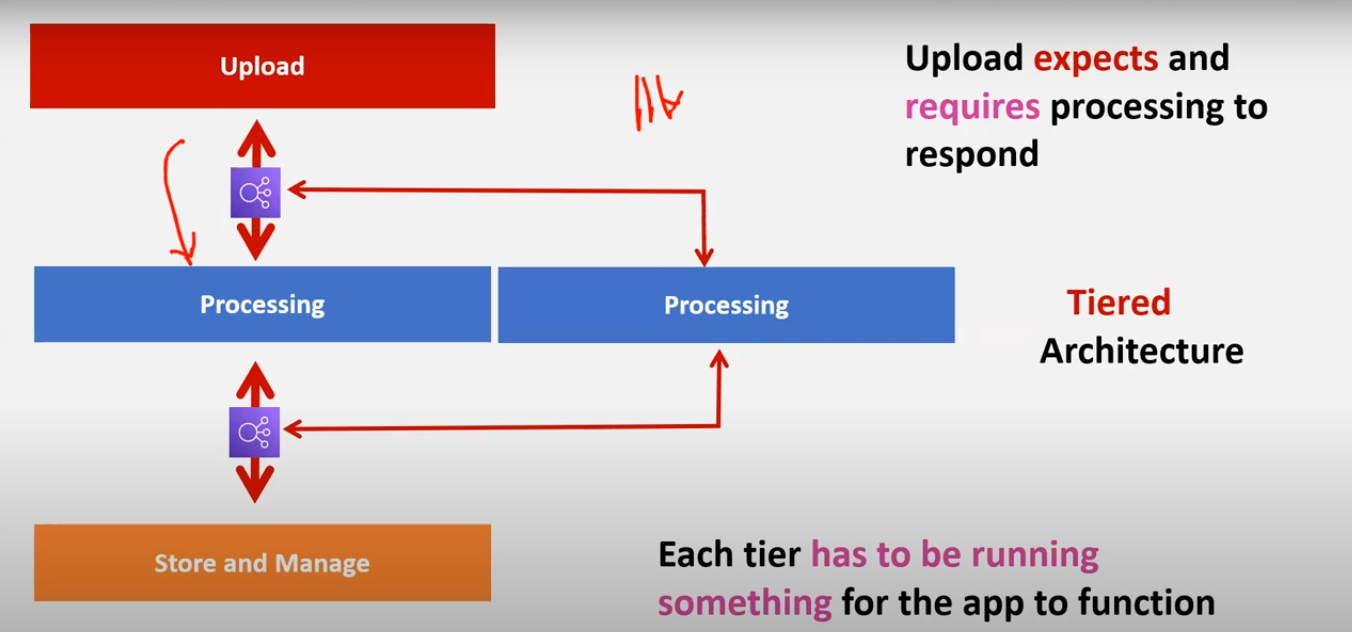 Upload
Upload expects and
requires processing to
respond
Processing
Processing
Tiered
Architecture
Store and Manage
Each tier has to be running
something for the app to function